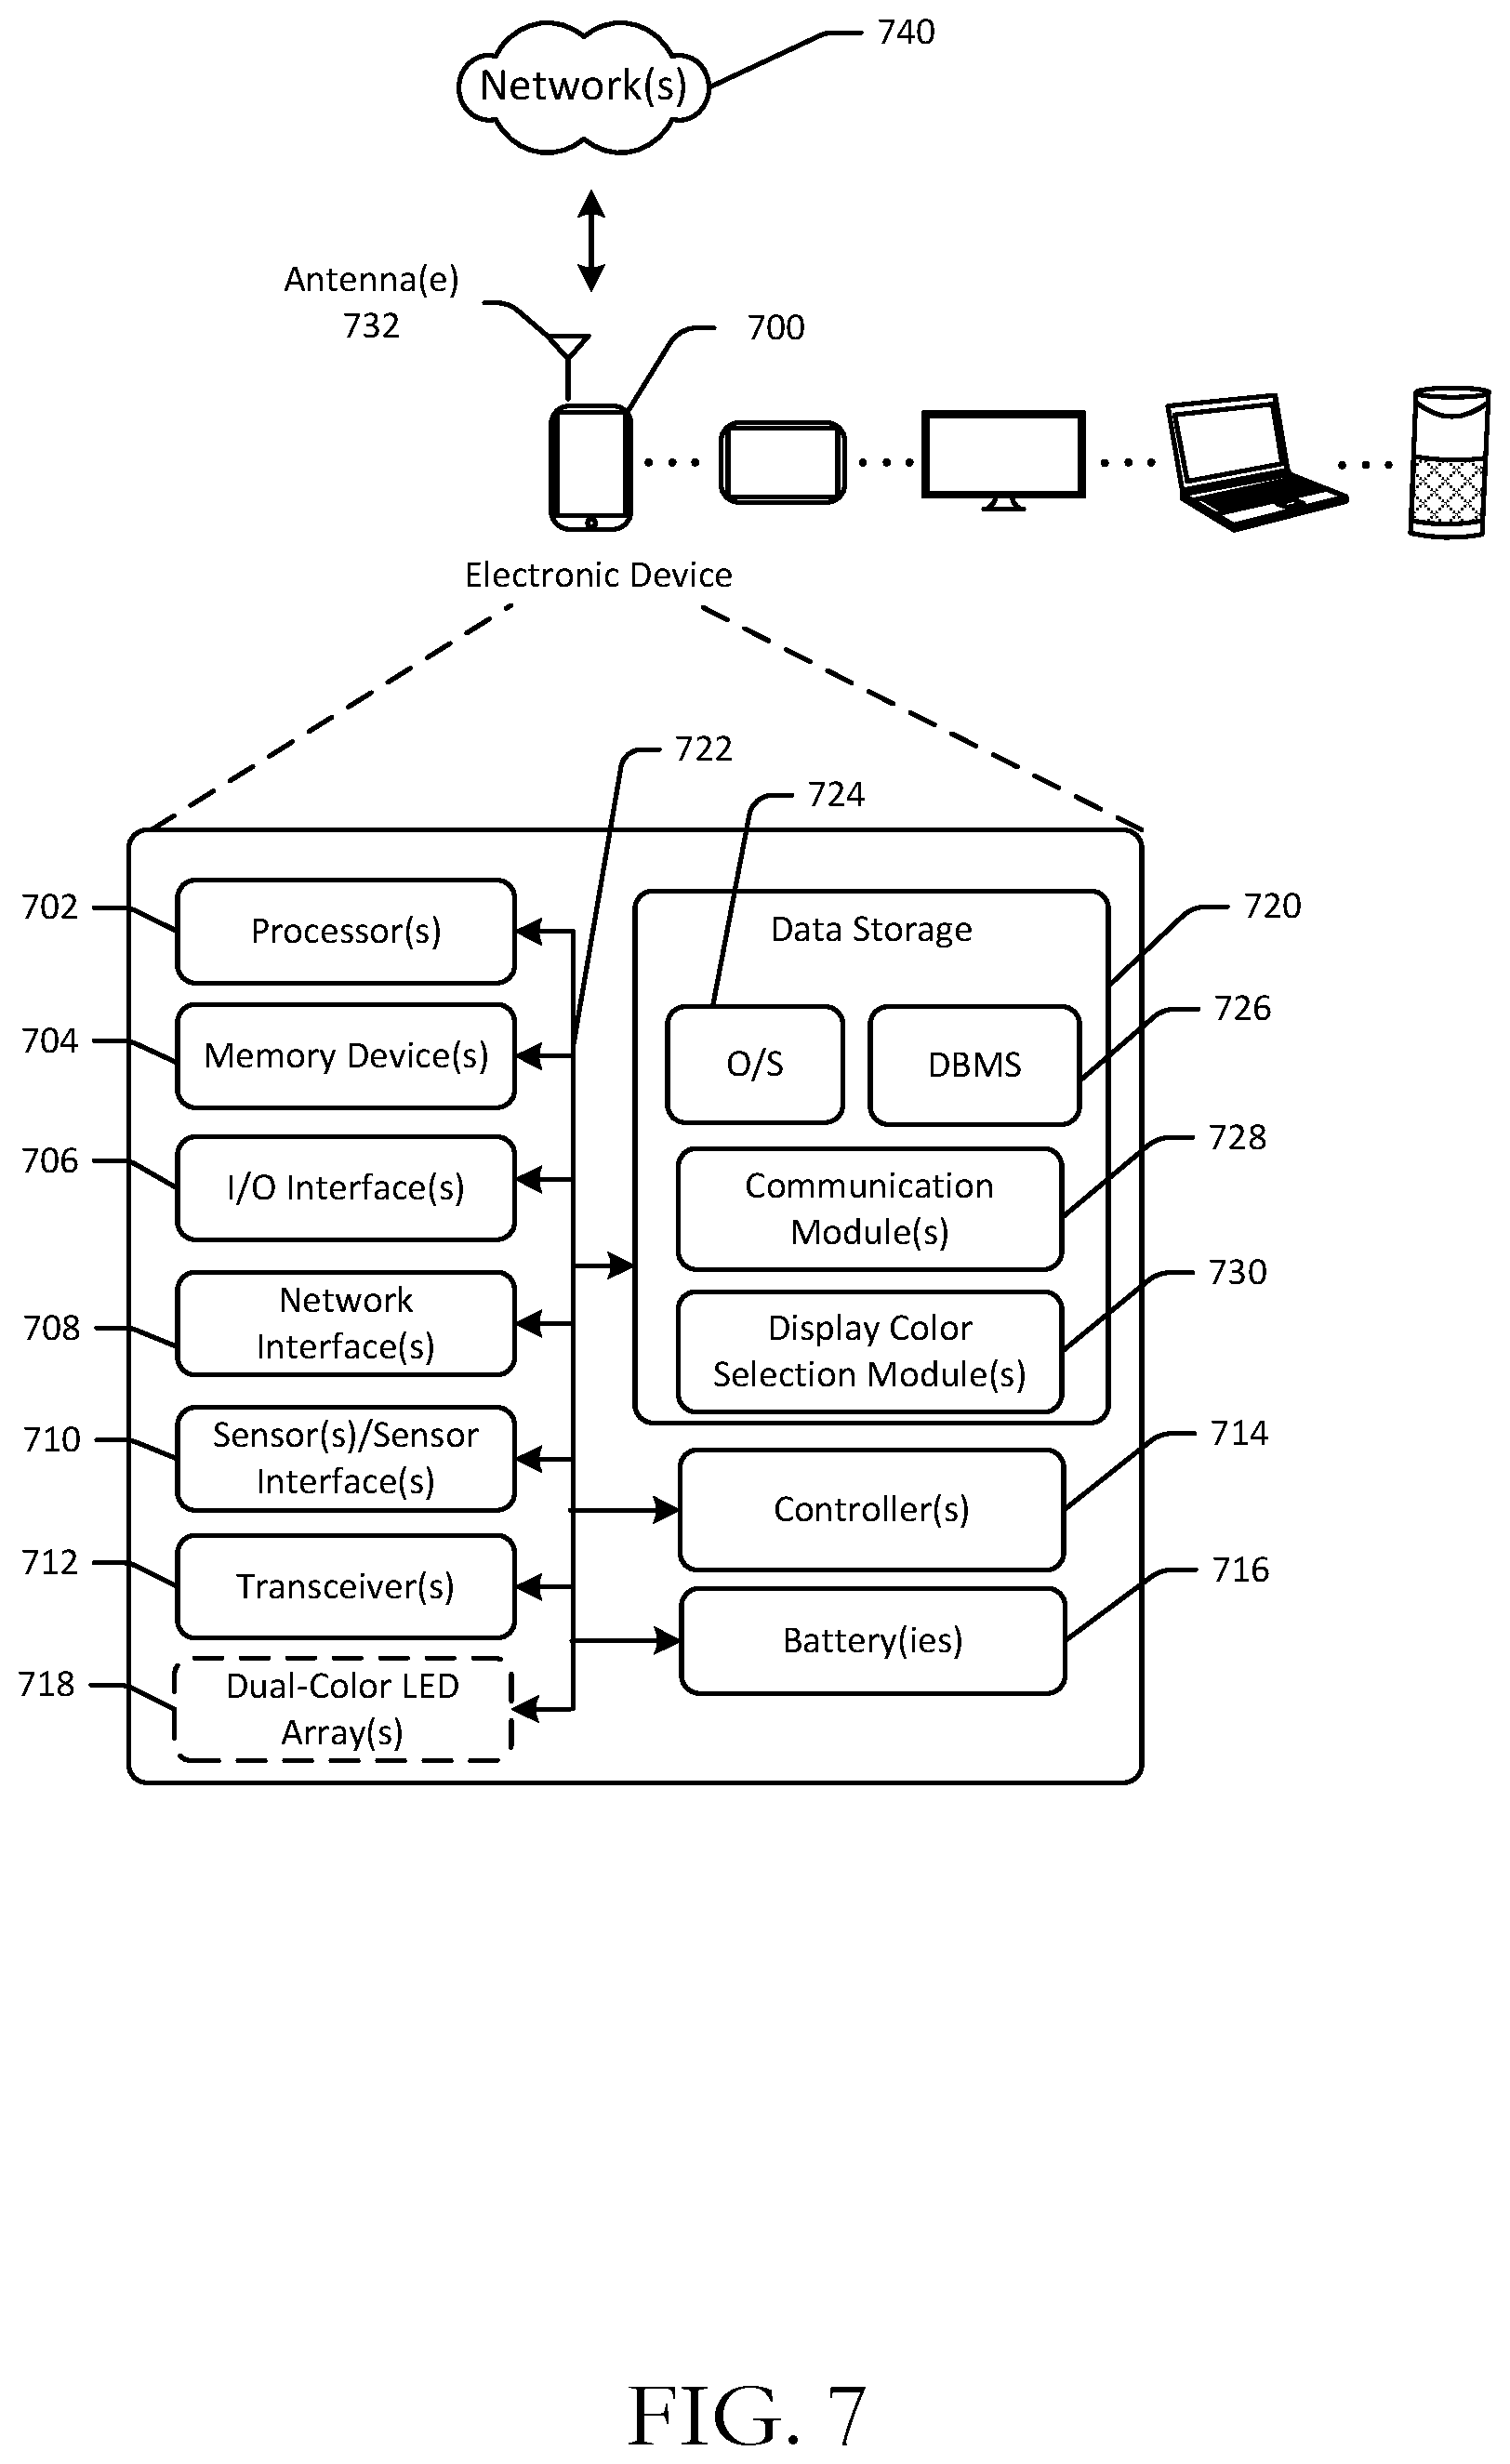 740
Network(s)
Antenna(e)
732
700
Electronic Device
722
724
702
Processor(s)
Data Storage
720
704
Memory Device(s)
O/S
DBMS
726
706
I/O Interface(s)
Communication
Module(s)
728
708
Network
Interface(s)
Display Color
Selection Module(s)
730
710
Sensor(s)/Sensor
Interface(s)
Controller(s)
714
712
Transceiver(s)
Battery(ies)
716
718
Dual-Color LED
Array(s)
FIG. 7